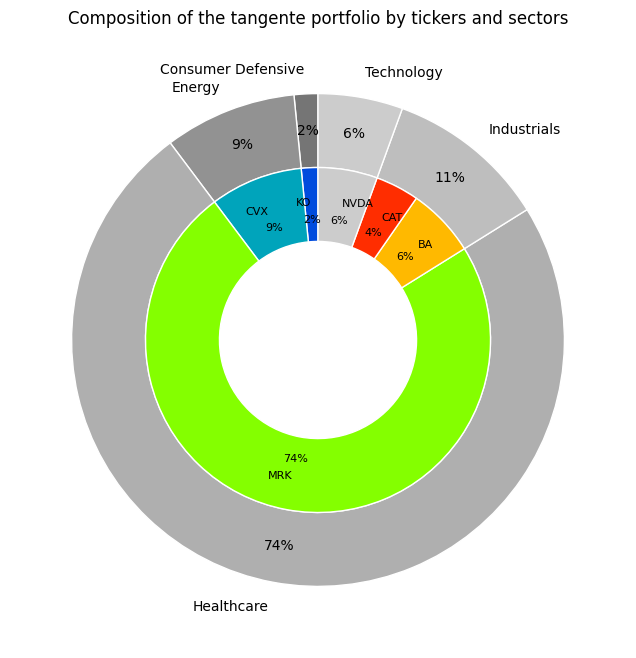 Composition of the tangente portfolio by tickers and sectors
Consumer Defensive
Technology
Energy
Industrials
2%
6%
9%
11%
KO
NVDA
CVX
CAT
2%
6%
9%
4%
BA
6%
74%
MRK
74%
Healthcare